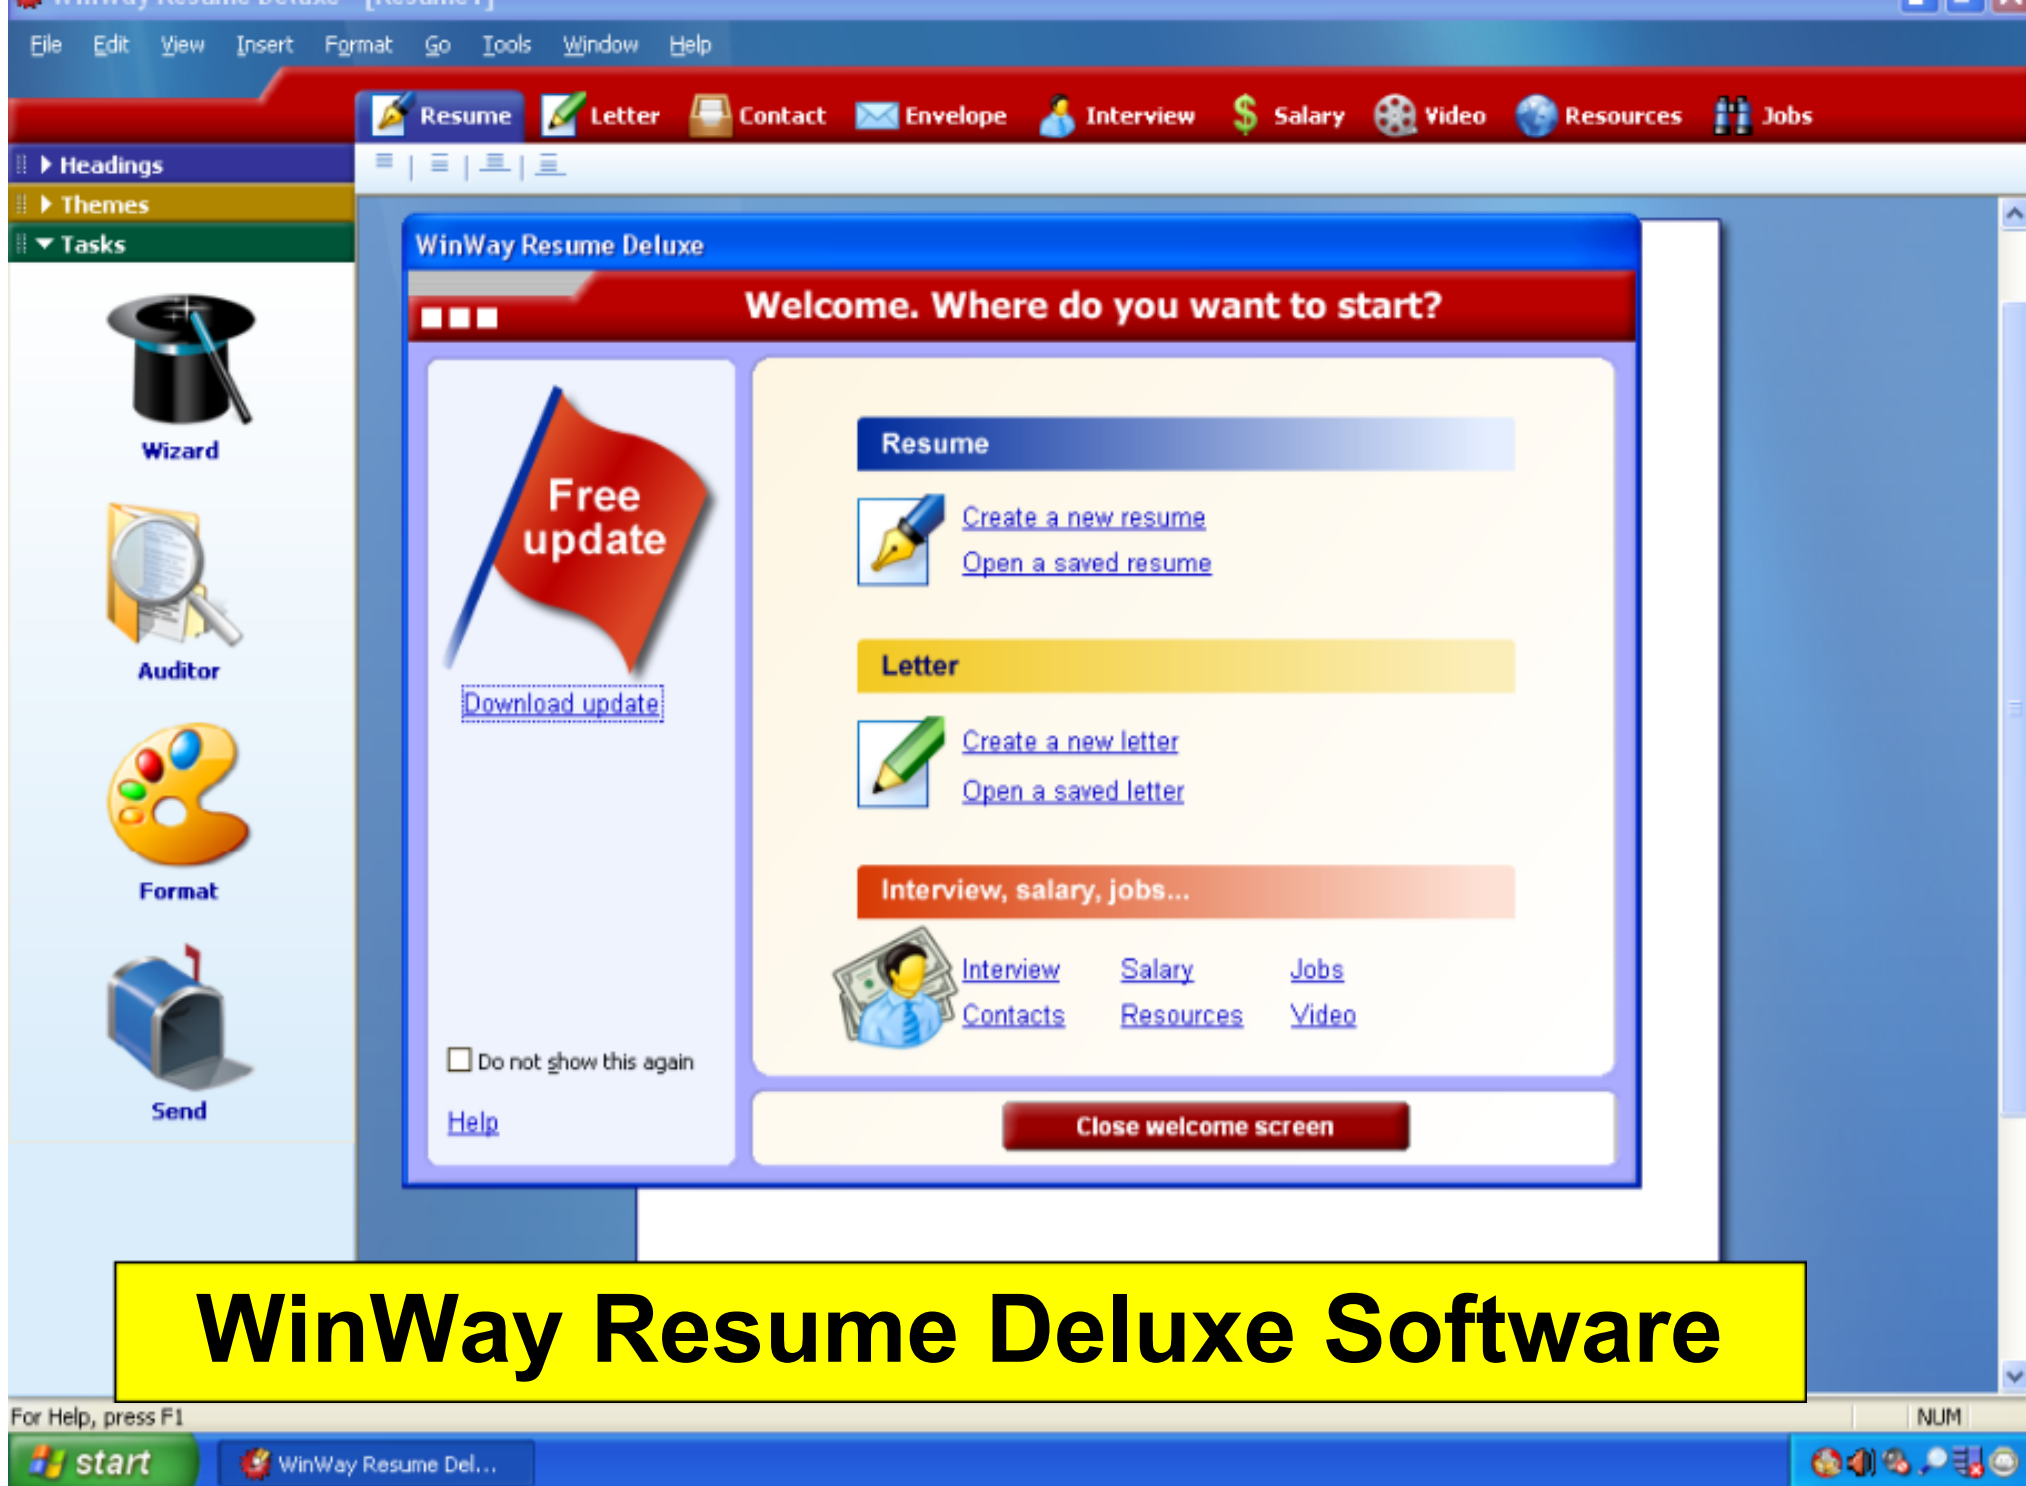 WinWay Resume Deluxe - [Resume1]
File Edit View Insert Format Go Tools Window Help
Resume Letter Contact Envelope Interview $ Salary Video Resources Jobs
Headings
Themes
Tasks
Wizard
Auditor
Format
Send
WinWay Resume Deluxe
Welcome. Where do you want to start?
Free
update
Download update
Do not show this again
Help
Resume
Create a new resume
Open a saved resume
Letter
Create a new letter
Open a saved letter
Interview, salary, jobs...
Interview Salary Jobs
Contacts Resources Video
Close welcome screen
WinWay Resume Deluxe Software
For Help, press F1 NUM
start WinWay Resume Del...